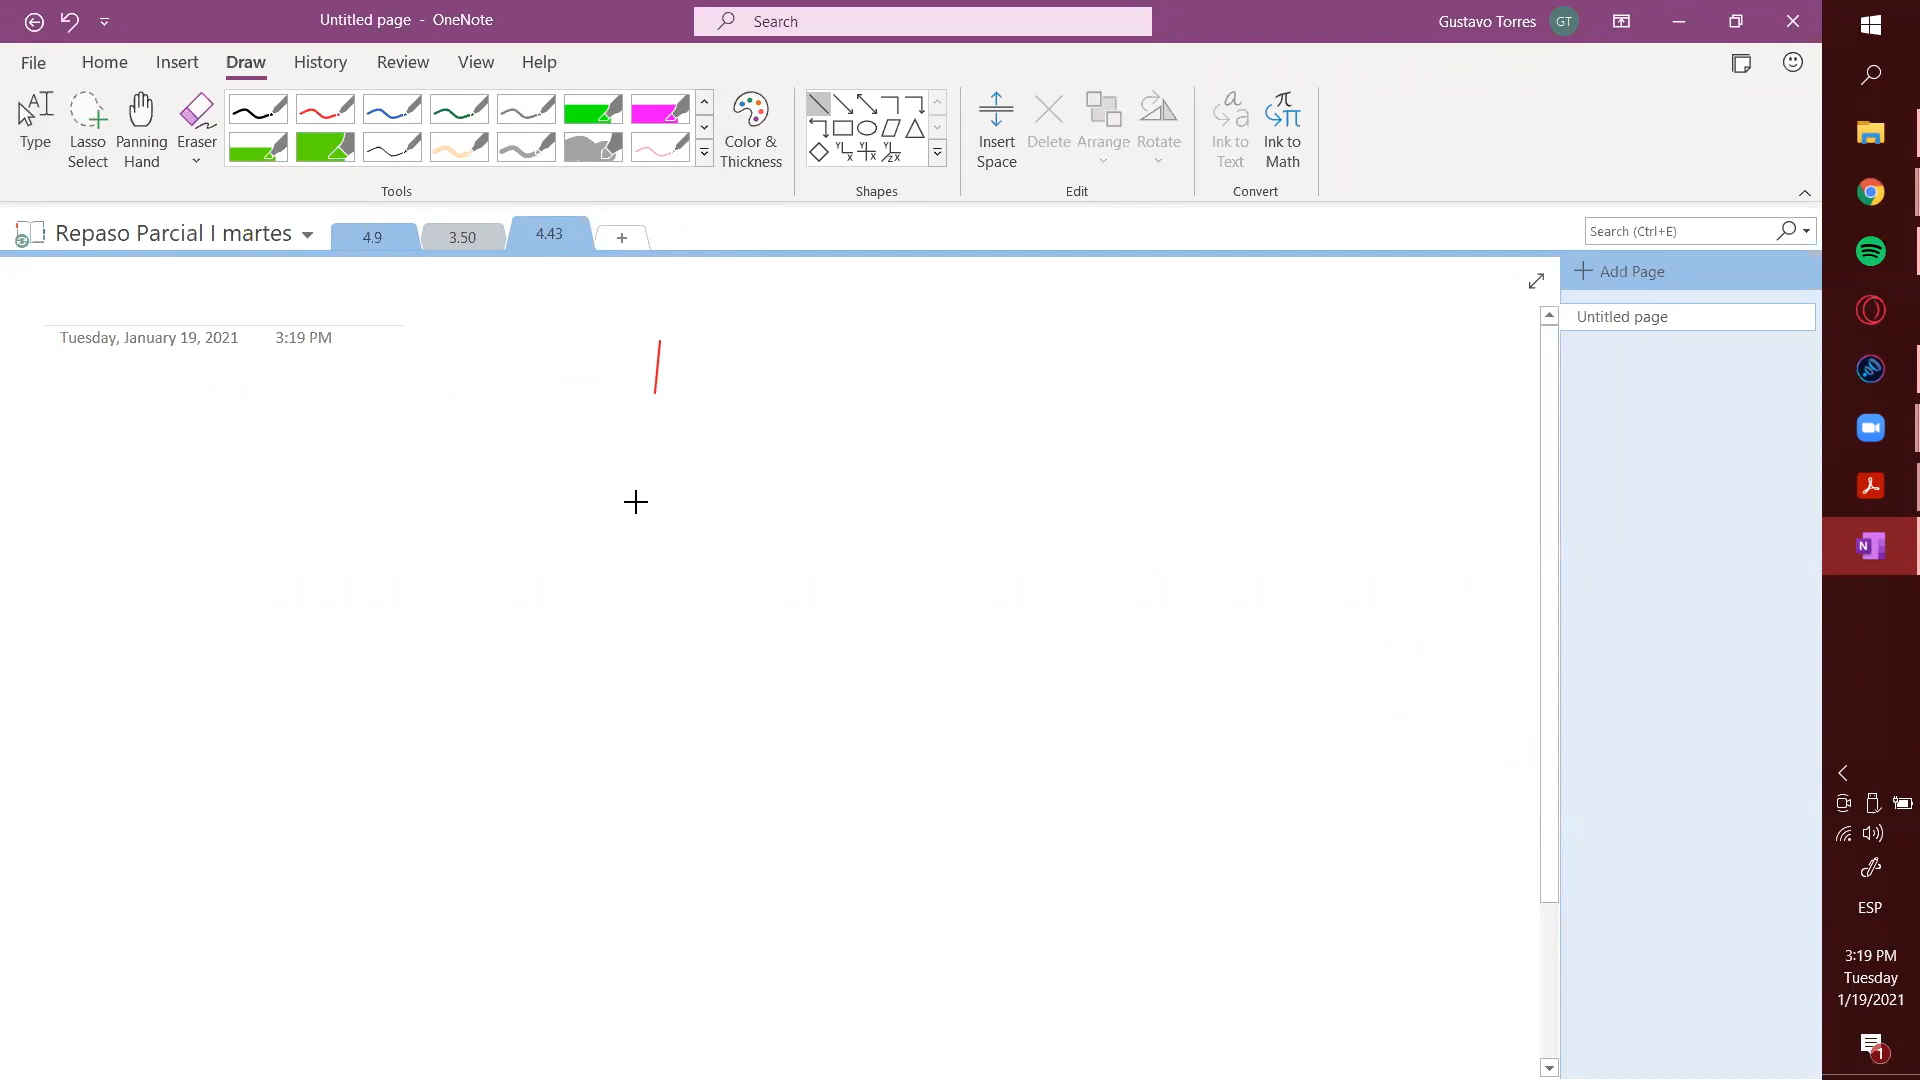 Untitled page - OneNote
Search
Gustavo Torres GT
File Home Insert Draw History Review View Help
Type
Lasso Select
Panning Hand
Eraser
Color & Thickness
Insert Space
Delete
Arrange
Rotate
Ink to Text
Ink to Math
Tools
Shapes
Edit
Convert
Repaso Parcial I martes
4.9
3.50
4.43
Search (Ctrl+E)
Add Page
Untitled page
Tuesday, January 19, 2021 3:19 PM
ESP
3:19 PM
Tuesday
1/19/2021
1